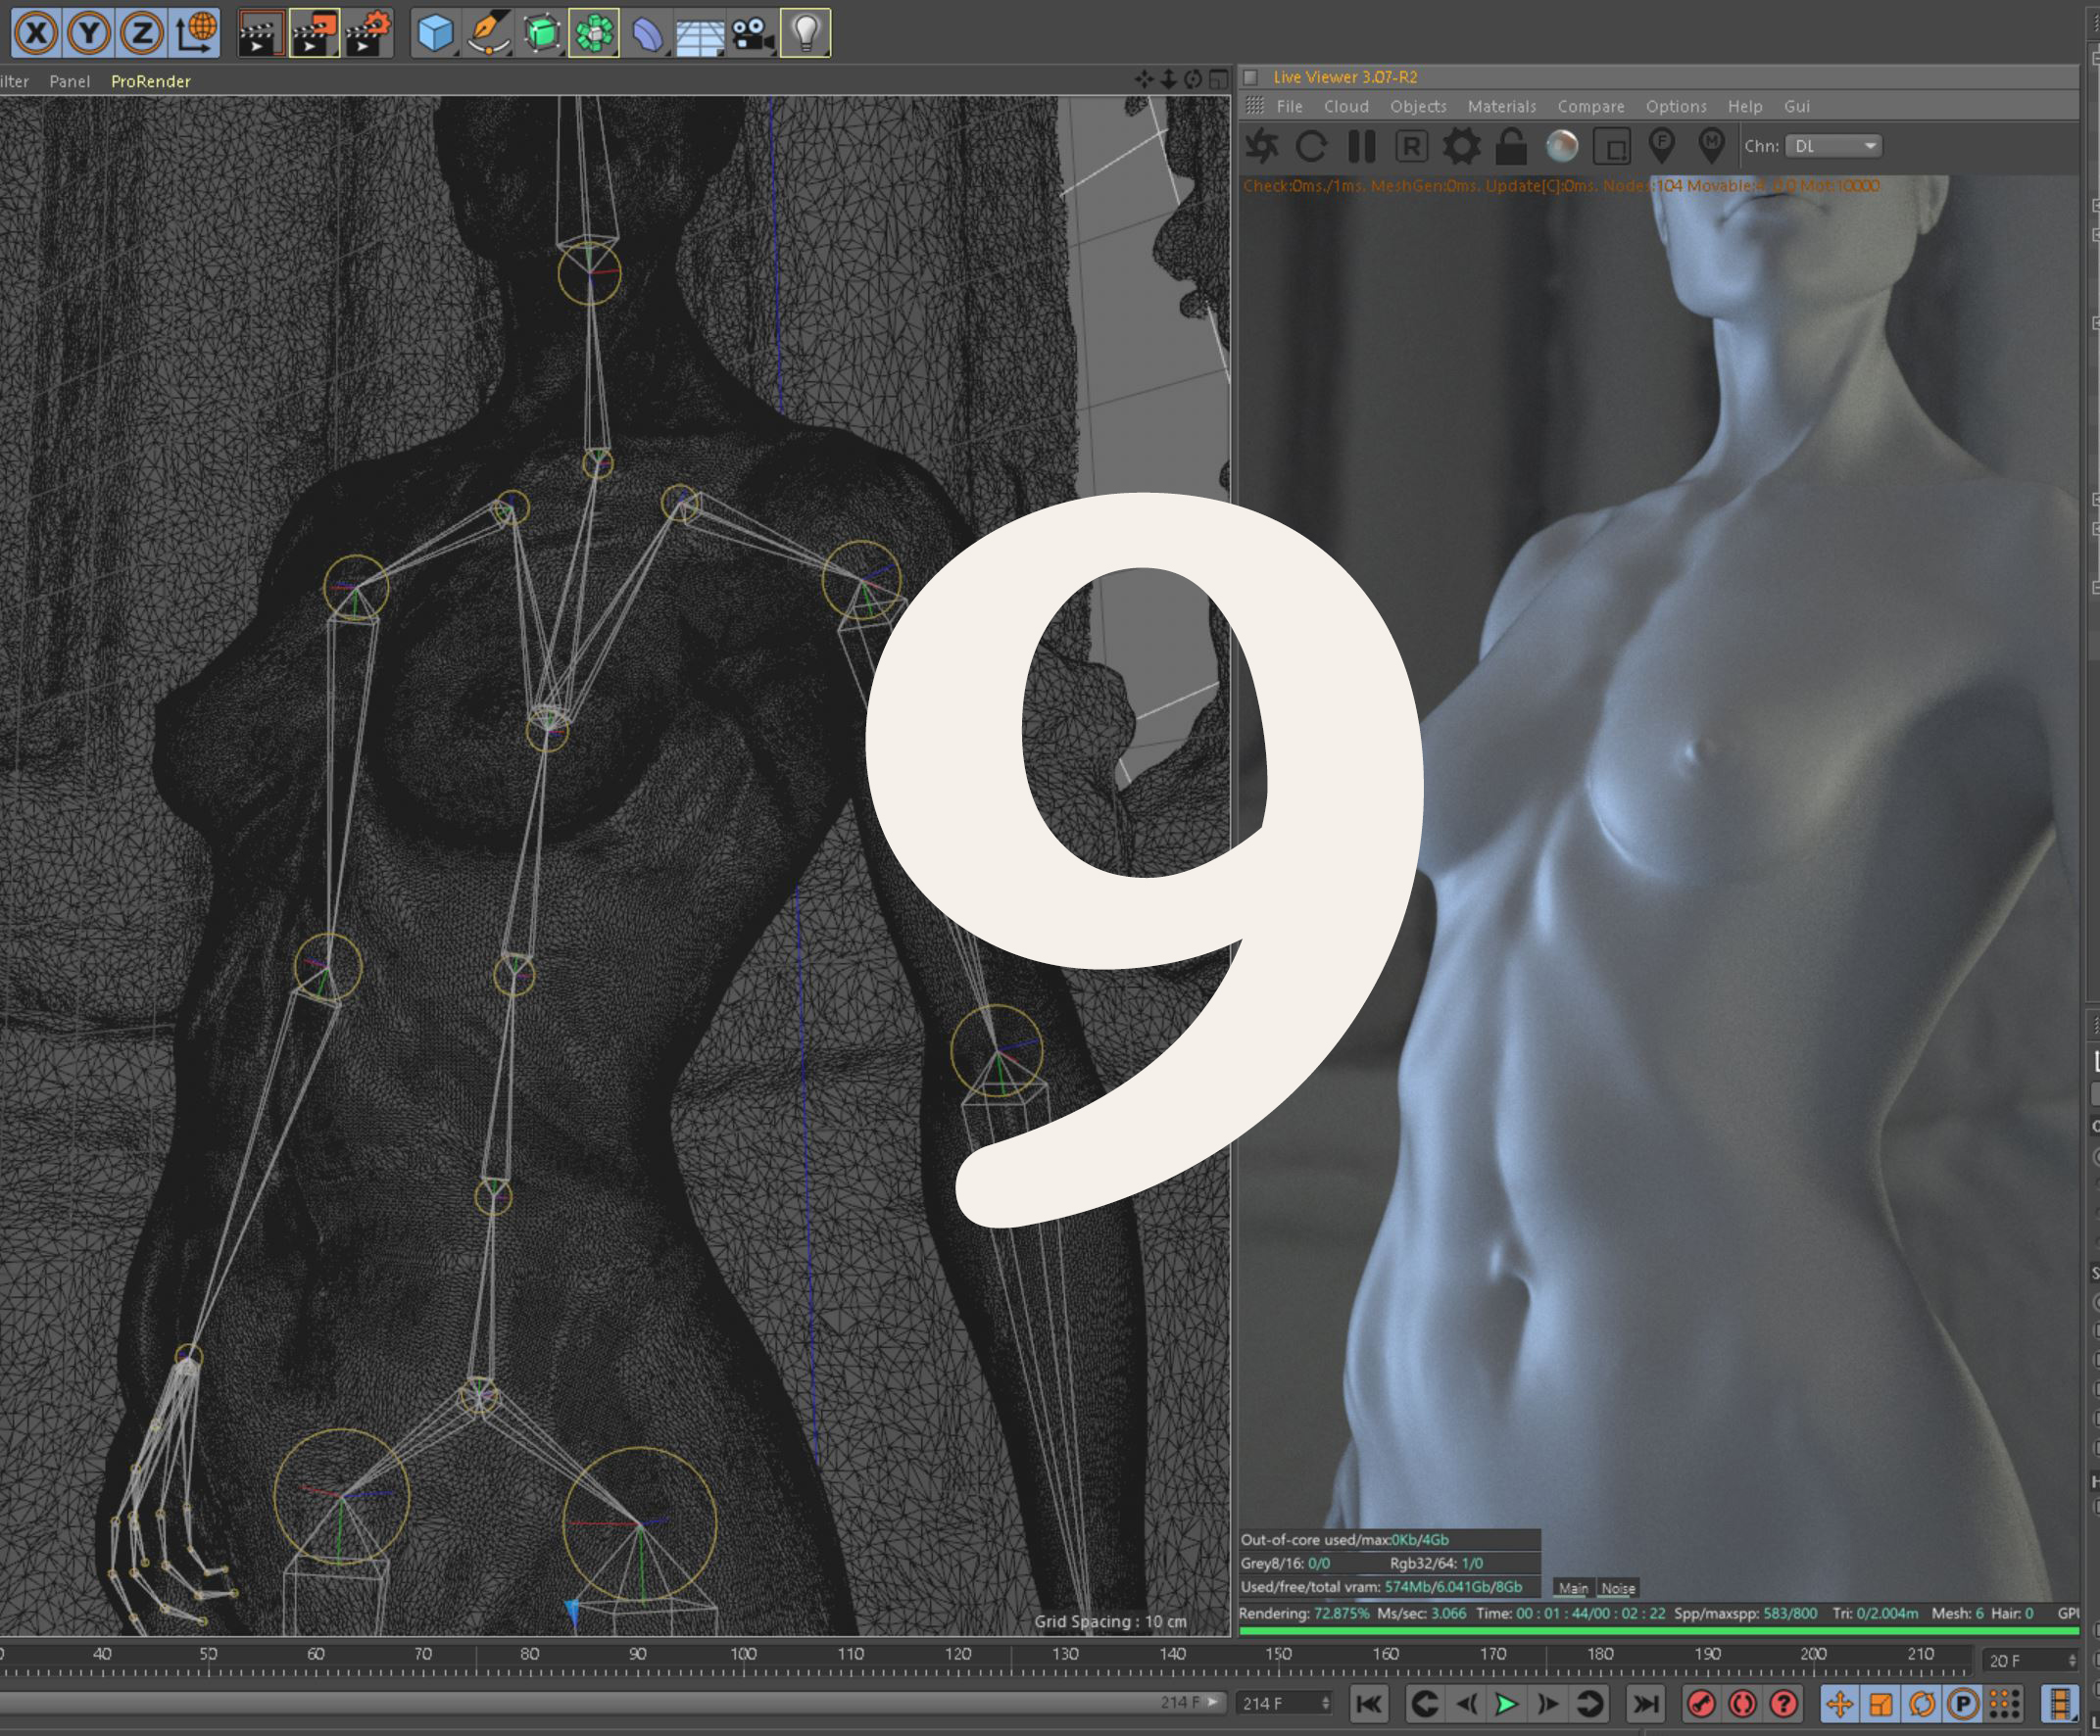 X Y Z
ilter Panel ProRender
Live Viewer 3.07-R2
File Cloud Objects Materials Compare Options Help Gui
R F M Chn: DL
Check:0ms./1ms. MeshGen:0ms. Update[C]:0ms. Nodes:104 Movable:4 0:0 Mot:10000
9
Out-of-core used/max:0Kb/4Gb
Grey8/16: 0/0 Rgb32/64: 1/0
Used/free/total vram: 574Mb/6.041Gb/8Gb Main Noise
Rendering: 72.875% Ms/sec: 3.066 Time: 00 : 01 : 44/00 : 02 : 22 Spp/maxspp: 583/800 Tri: 0/2.004m Mesh: 6 Hair: 0 GPU
Grid Spacing : 10 cm
40 50 60 70 80 90 100 110 120 130 140 150 160 170 180 190 200 210 20 F
214 F 214 F ? P